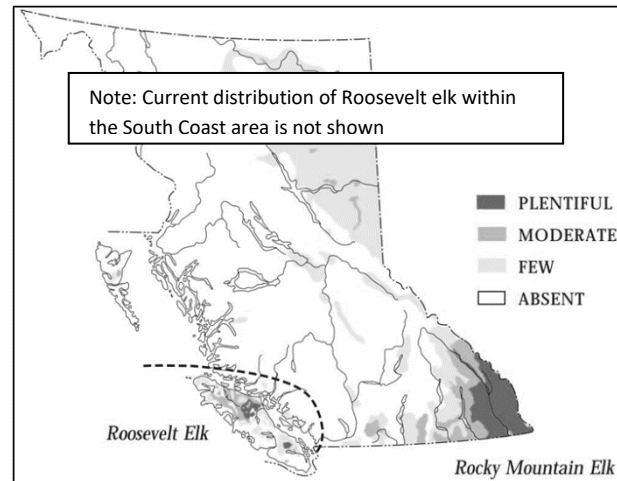 Note: Current distribution of Roosevelt elk within
the South Coast area is not shown
PLENTIFUL
MODERATE
FEW
ABSENT
Roosevelt Elk
Rocky Mountain Elk